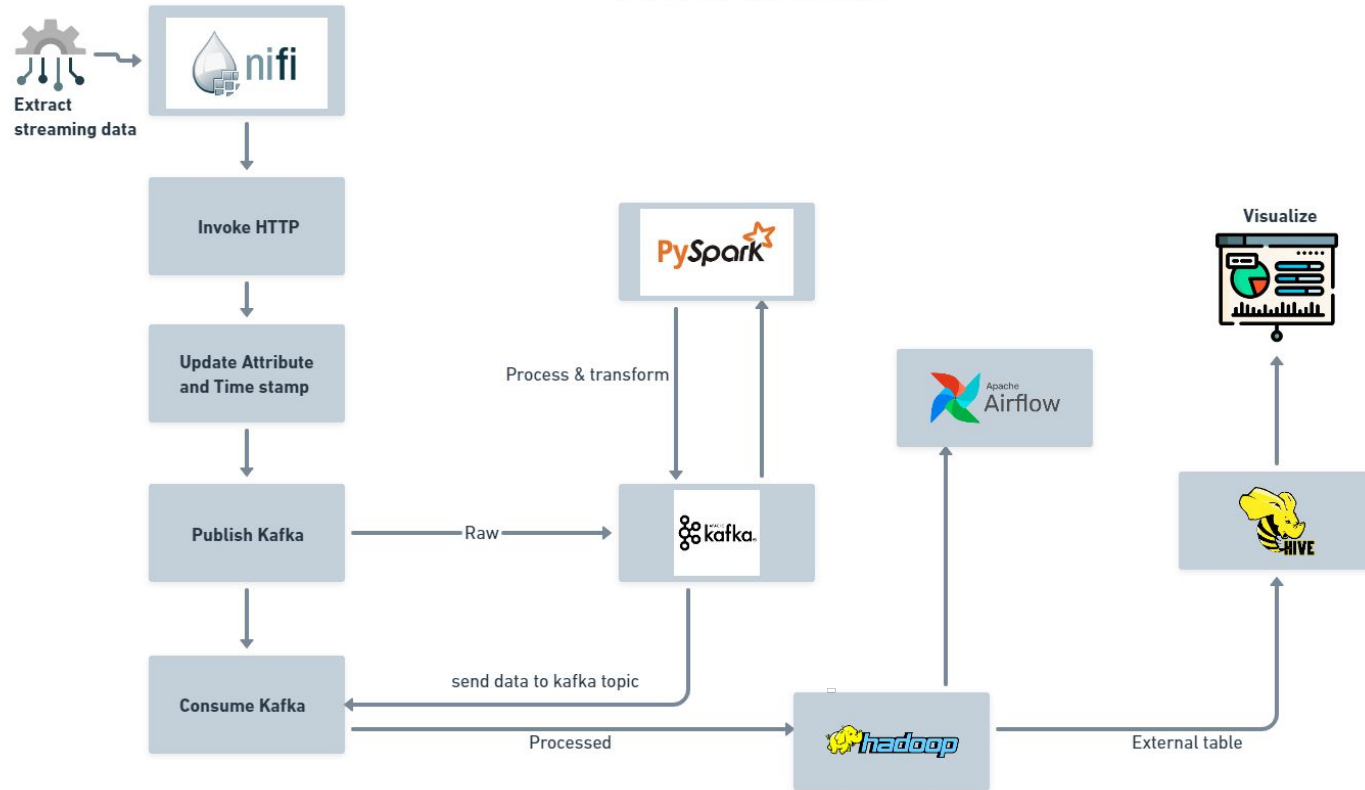 Extract
streaming data
nifi
Invoke HTTP
Update Attribute
and Time stamp
Publish Kafka
Consume Kafka
Raw
Process & transform
PySpark
kafka
send data to kafka topic
Processed
hadoop
Apache
Airflow
External table
HIVE
Visualize